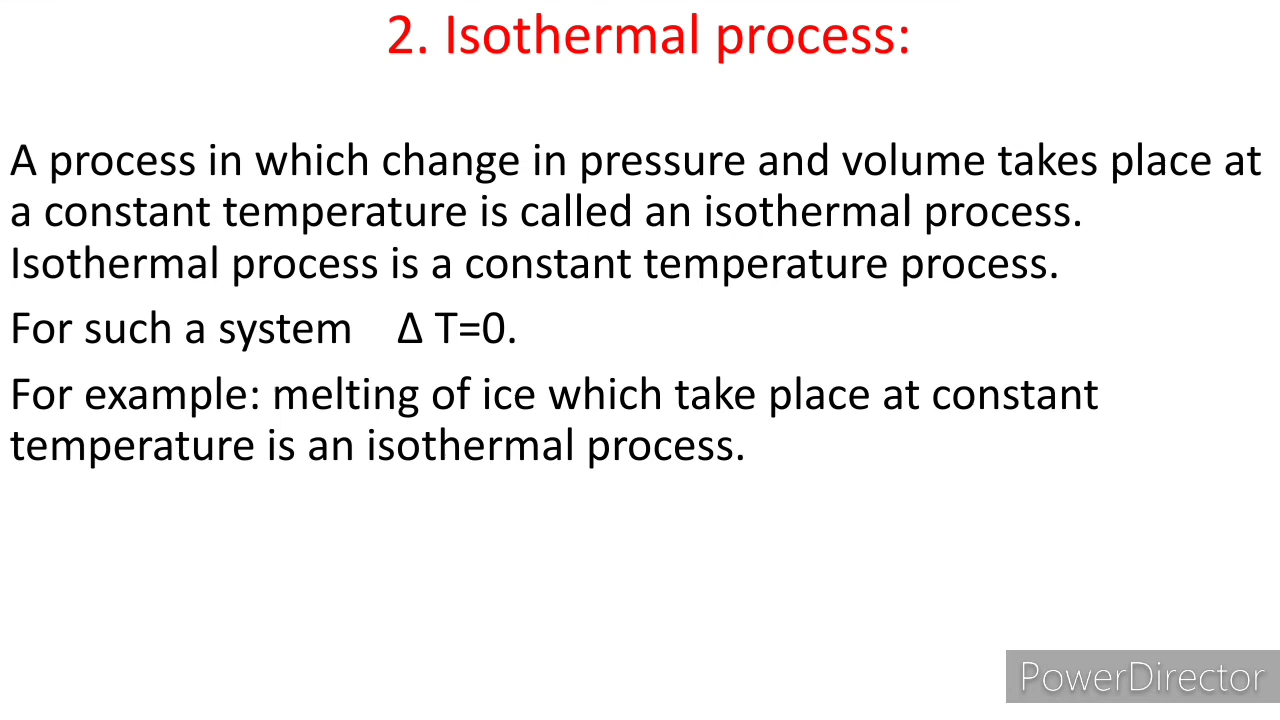 2. Isothermal process:
A process in which change in pressure and volume takes place at
a constant temperature is called an isothermal process.
Isothermal process is a constant temperature process.
For such a system Δ T=0.
For example: melting of ice which take place at constant
temperature is an isothermal process.
PowerDirector